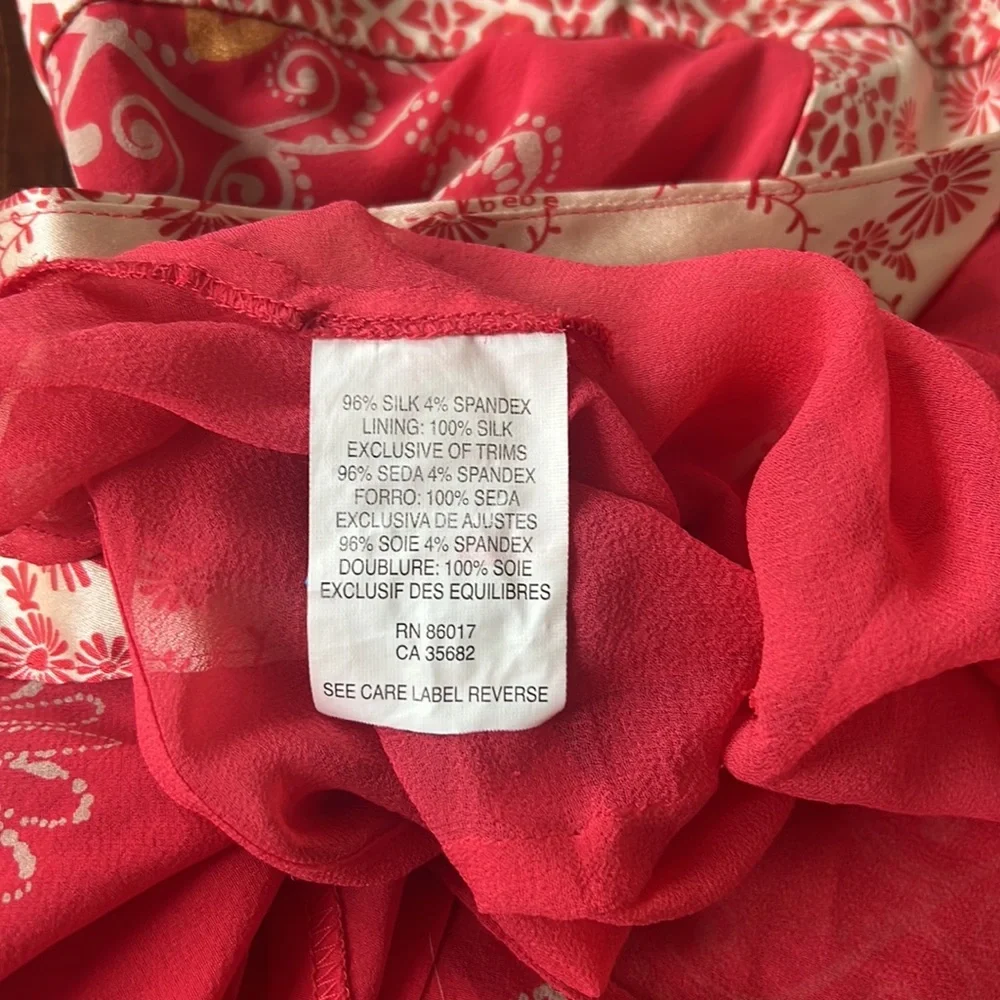 bebe
96% SILK 4% SPANDEX
LINING: 100% SILK
EXCLUSIVE OF TRIMS
96% SEDA 4% SPANDEX
FORRO: 100% SEDA
EXCLUSIVA DE AJUSTES
96% SOIE 4% SPANDEX
DOUBLURE: 100% SOIE
EXCLUSIF DES EQUILIBRES
RN 86017
CA 35682
SEE CARE LABEL REVERSE